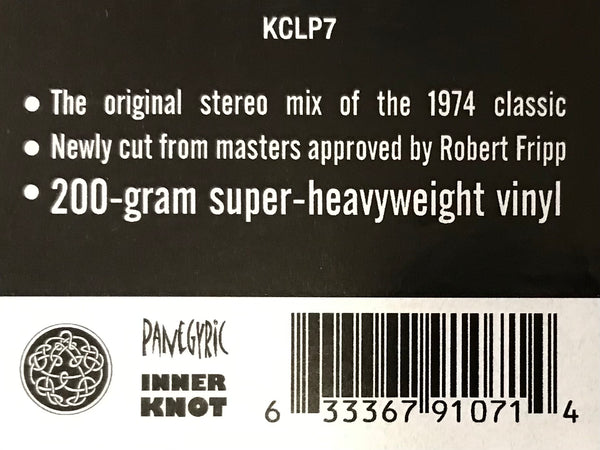 KCLP7
• The original stereo mix of the 1974 classic
• Newly cut from masters approved by Robert Fripp
• 200-gram super-heavyweight vinyl
PANEGYRIC
INNER
KNOT
6 33367 91071 4